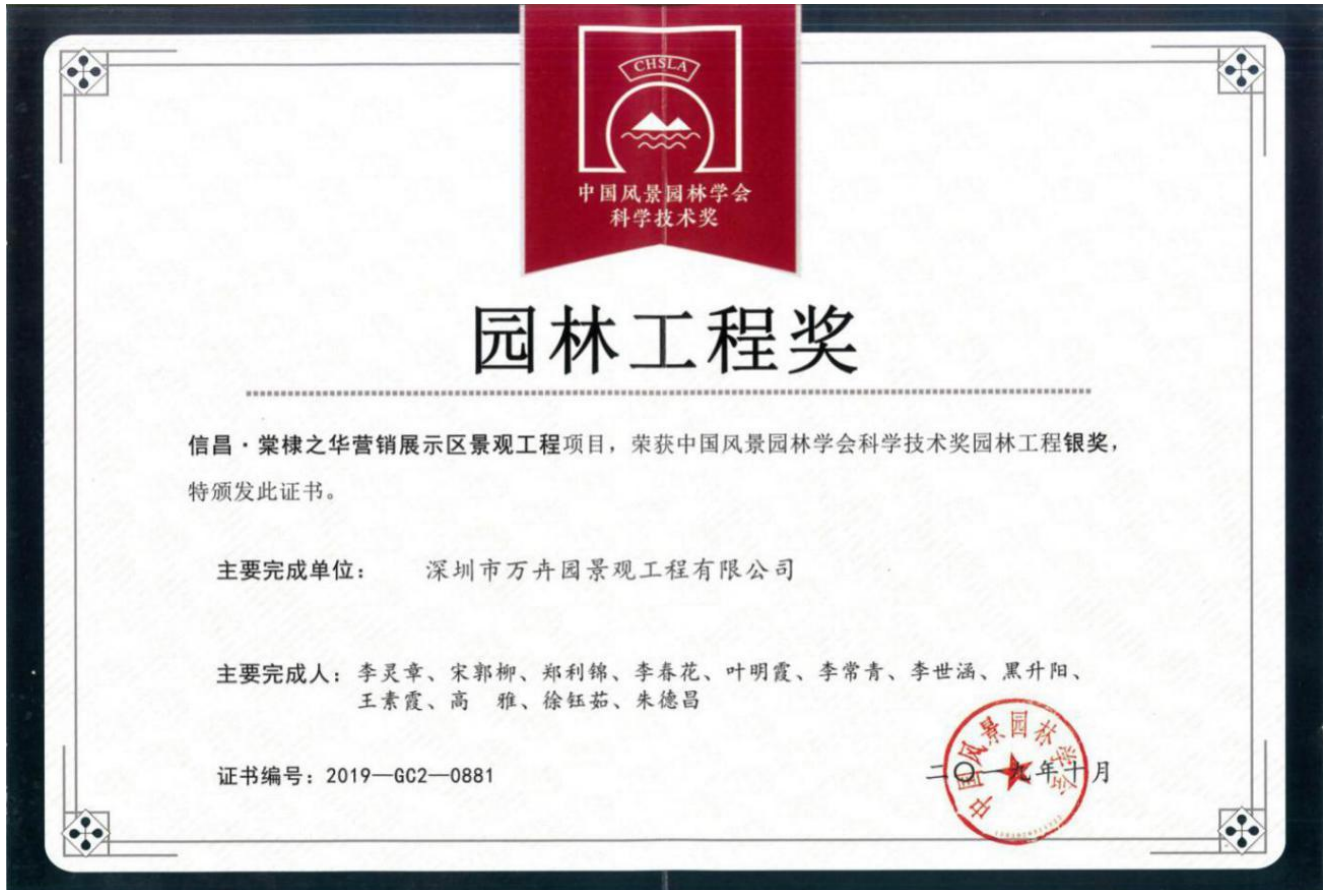 CHSLA
中国风景园林学会
科学技术奖
园林工程奖
信昌·棠棣之华营销展示区景观工程项目，荣获中国风景园林学会科学技术奖园林工程银奖，
特颁发此证书。
主要完成单位： 深圳市万卉园景观工程有限公司
主要完成人：李灵章、宋郭柳、郑利锦、李春花、叶明霞、李常青、李世涵、黑升阳、
王素霞、高 雅、徐钰茹、朱德昌
证书编号：2019—GC2—0881
二〇一九年十月
中国风景园林学会